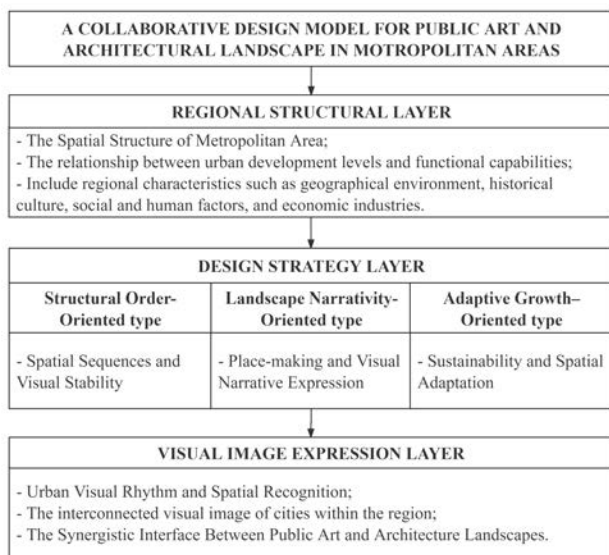 A COLLABORATIVE DESIGN MODEL FOR PUBLIC ART AND
ARCHITECTURAL LANDSCAPE IN MOTROPOLITAN AREAS
REGIONAL STRUCTURAL LAYER
- The Spatial Structure of Metropolitan Area;
- The relationship between urban development levels and functional capabilities;
- Include regional characteristics such as geographical environment, historical
culture, social and human factors, and economic industries.
DESIGN STRATEGY LAYER
Structural Order-
Oriented type
- Spatial Sequences and
Visual Stability
Landscape Narrativity-
Oriented type
- Place-making and Visual
Narrative Expression
Adaptive Growth–
Oriented type
- Sustainability and Spatial
Adaptation
VISUAL IMAGE EXPRESSION LAYER
- Urban Visual Rhythm and Spatial Recognition;
- The interconnected visual image of cities within the region;
- The Synergistic Interface Between Public Art and Architecture Landscapes.